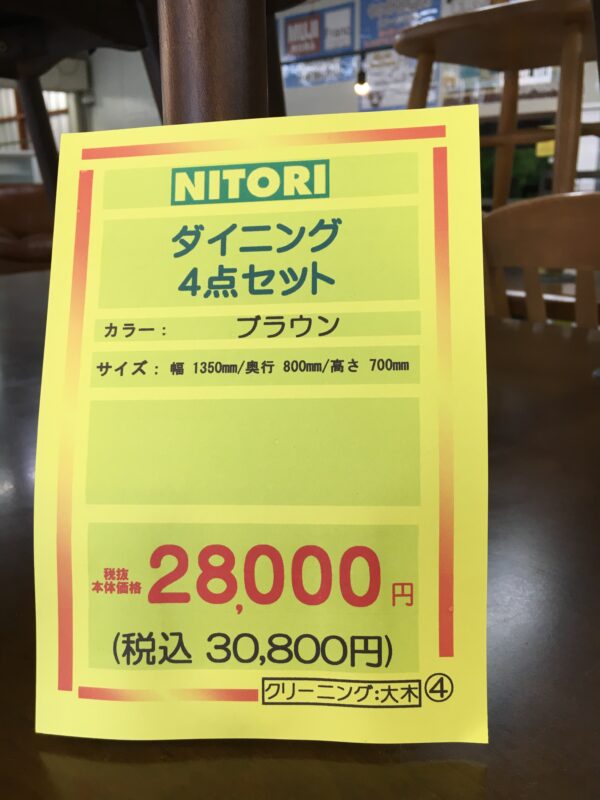 MUJI
NITORI
ダイニング
4点セット
カラー： ブラウン
サイズ： 幅 1350mm/奥行 800mm/高さ 700mm
税抜
本体価格
28,000円
(税込 30,800円)
クリーニング:大木 ④